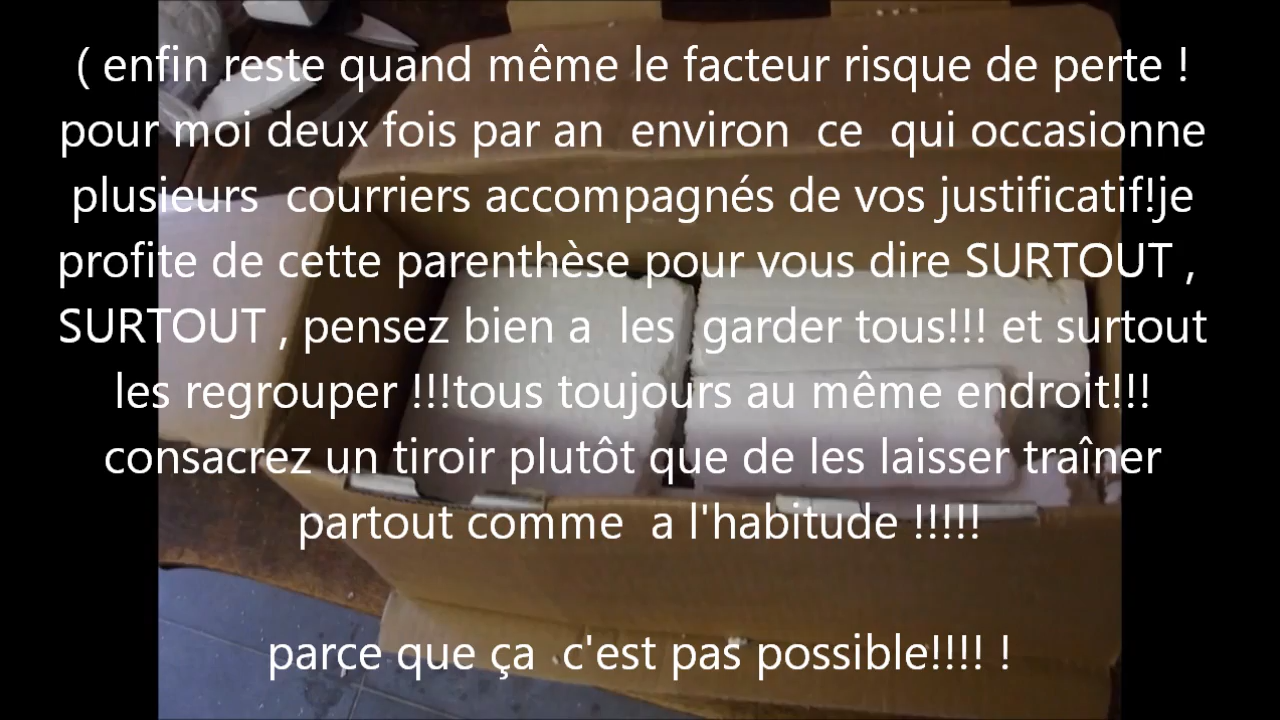 ( enfin reste quand même le facteur risque de perte !
pour moi deux fois par an environ ce qui occasionne
plusieurs courriers accompagnés de vos justificatif!je
profite de cette parenthèse pour vous dire SURTOUT ,
SURTOUT , pensez bien a les garder tous!!! et surtout
les regrouper !!!tous toujours au même endroit!!!
consacrez un tiroir plutôt que de les laisser traîner
partout comme a l'habitude !!!!!
parce que ça c'est pas possible!!!! !